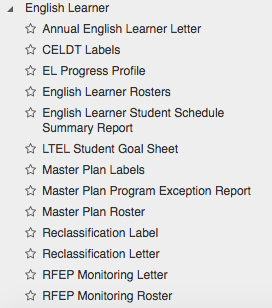 English Learner
Annual English Learner Letter
CELDT Labels
EL Progress Profile
English Learner Rosters
English Learner Student Schedule
Summary Report
LTEL Student Goal Sheet
Master Plan Labels
Master Plan Program Exception Report
Master Plan Roster
Reclassification Label
Reclassification Letter
RFEP Monitoring Letter
RFEP Monitoring Roster